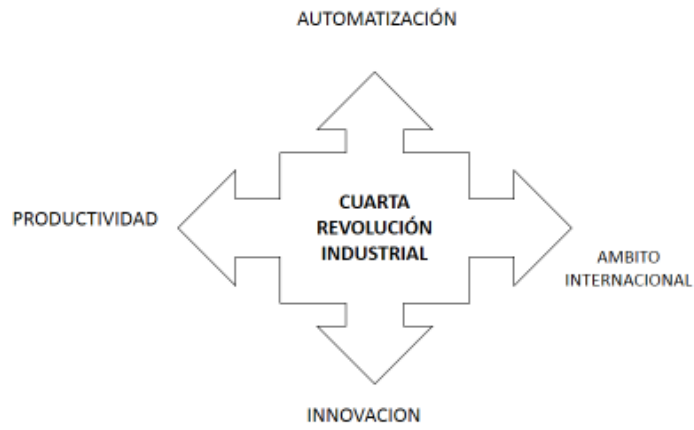 AUTOMATIZACIÓN
PRODUCTIVIDAD
CUARTA
REVOLUCIÓN
INDUSTRIAL
AMBITO
INTERNACIONAL
INNOVACION